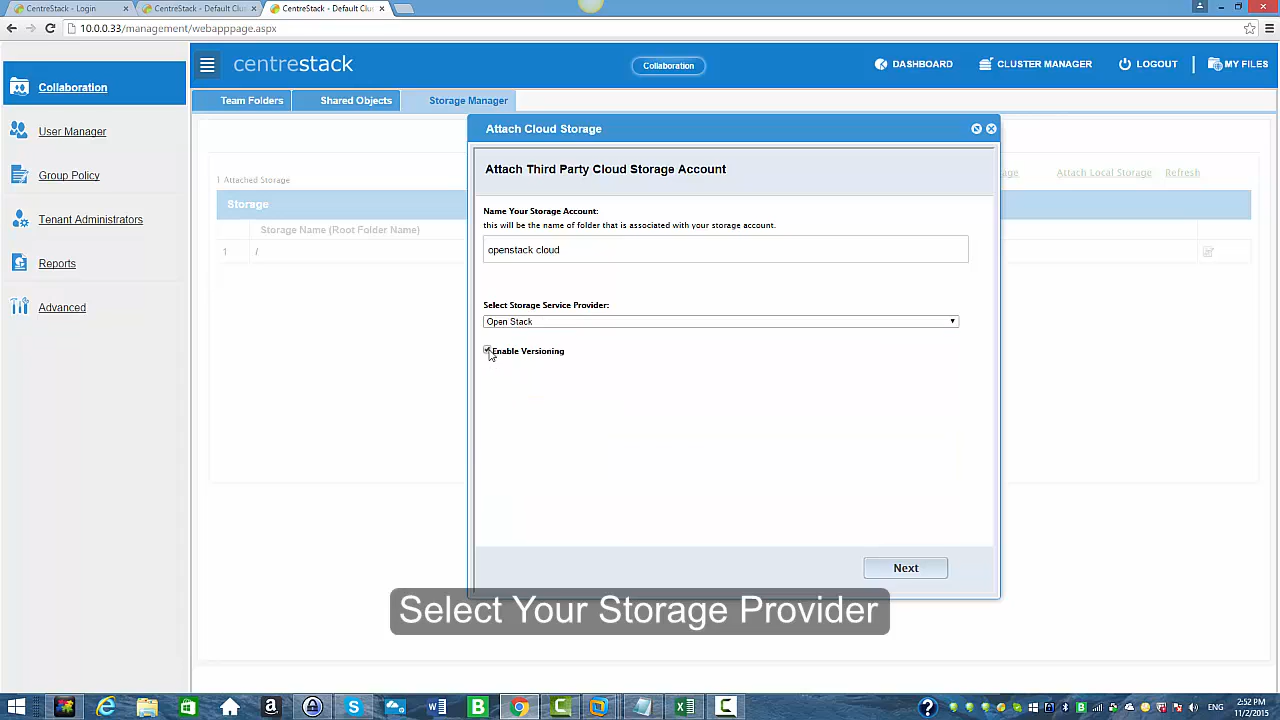 CentreStack - Login
CentreStack - Default Clus
CentreStack - Default Clus
10.0.0.33/management/webapppage.aspx
centrestack
Collaboration
DASHBOARD
CLUSTER MANAGER
LOGOUT
MY FILES
Collaboration
User Manager
Group Policy
Tenant Administrators
Reports
Advanced
Team Folders
Shared Objects
Storage Manager
1 Attached Storage
Attach Local Storage
Refresh
Storage
Storage Name (Root Folder Name)
1
/
Attach Cloud Storage
Attach Third Party Cloud Storage Account
Name Your Storage Account:
this will be the name of folder that is associated with your storage account.
openstack cloud
Select Storage Service Provider:
Open Stack
Enable Versioning
Next
Select Your Storage Provider
ENG
2:52 PM
11/2/2015